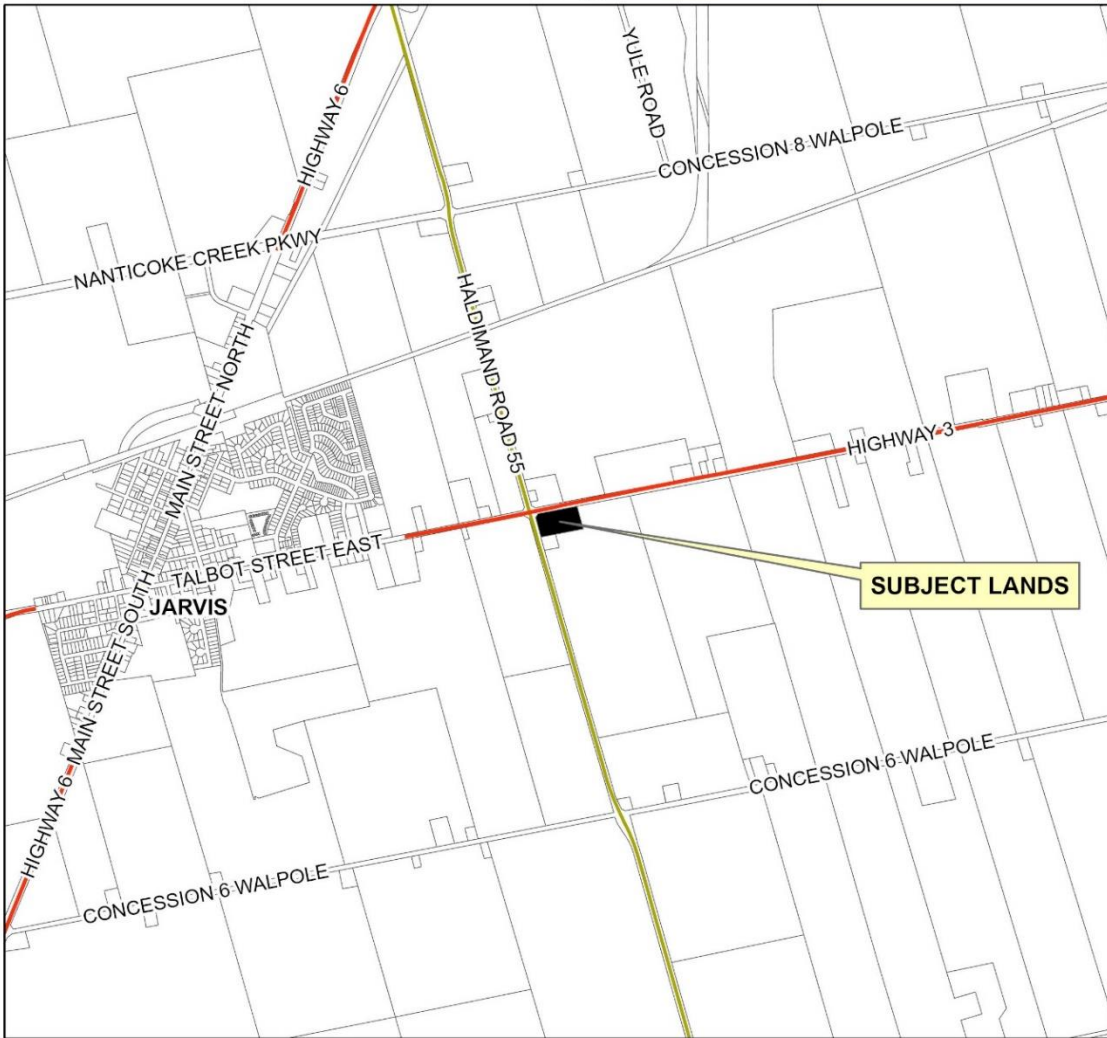 YULE ROAD
HIGHWAY 6
CONCESSION 8 WALPOLE
NANTICOKE CREEK PKWY
HALDIMAND ROAD 55
MAIN STREET NORTH
HIGHWAY 3
TALBOT STREET EAST
SUBJECT LANDS
JARVIS
MAIN STREET SOUTH
HIGHWAY 6
CONCESSION 6 WALPOLE
CONCESSION 6 WALPOLE